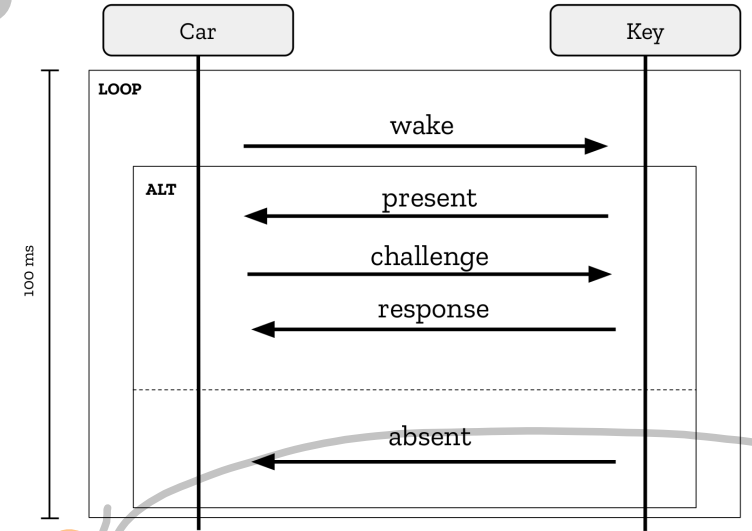 Car
Key
LOOP
wake
ALT
present
challenge
100 ms
response
absent